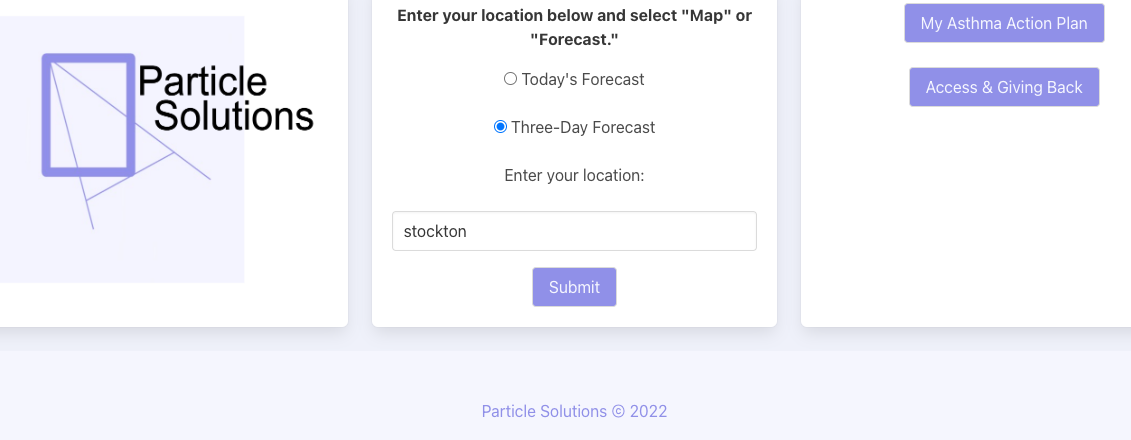 Particle
Solutions
Enter your location below and select "Map" or
"Forecast."
Today's Forecast
Three-Day Forecast
Enter your location:
stockton
Submit
My Asthma Action Plan
Access & Giving Back
Particle Solutions © 2022